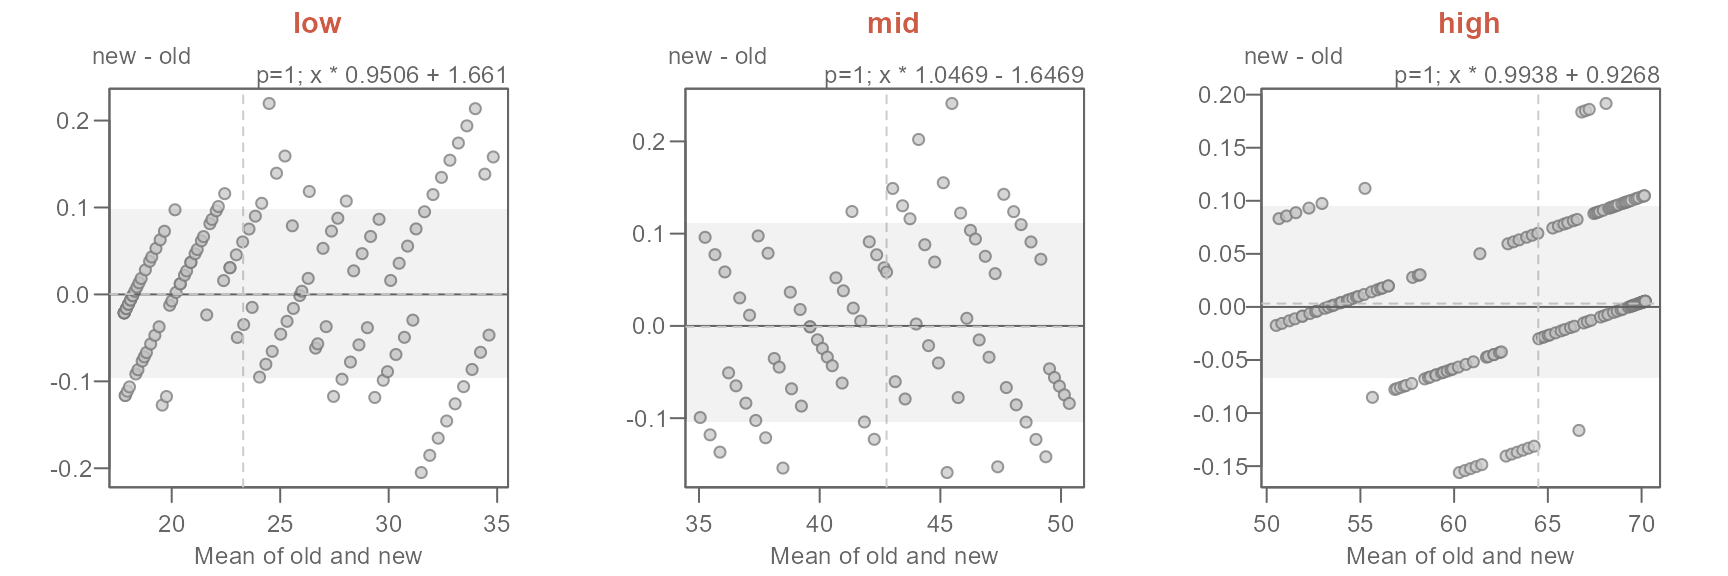 low
new - old
p=1; x * 0.9506 + 1.661
0.2
0.1
0.0
-0.1
-0.2
20 25 30 35
Mean of old and new
mid
new - old
p=1; x * 1.0469 - 1.6469
0.2
0.1
0.0
-0.1
35 40 45 50
Mean of old and new
high
new - old
p=1; x * 0.9938 + 0.9268
0.20
0.15
0.10
0.05
0.00
-0.05
-0.10
-0.15
50 55 60 65 70
Mean of old and new